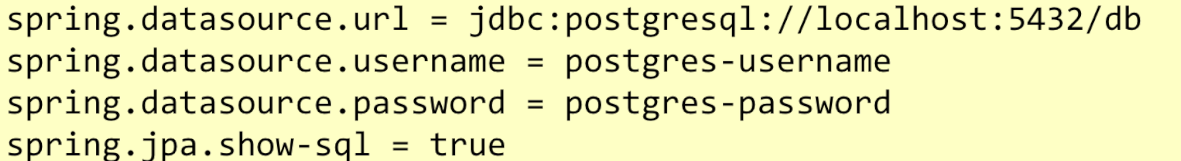 spring.datasource.url = jdbc:postgresql://localhost:5432/db
spring.datasource.username = postgres-username
spring.datasource.password = postgres-password
spring.jpa.show-sql = true